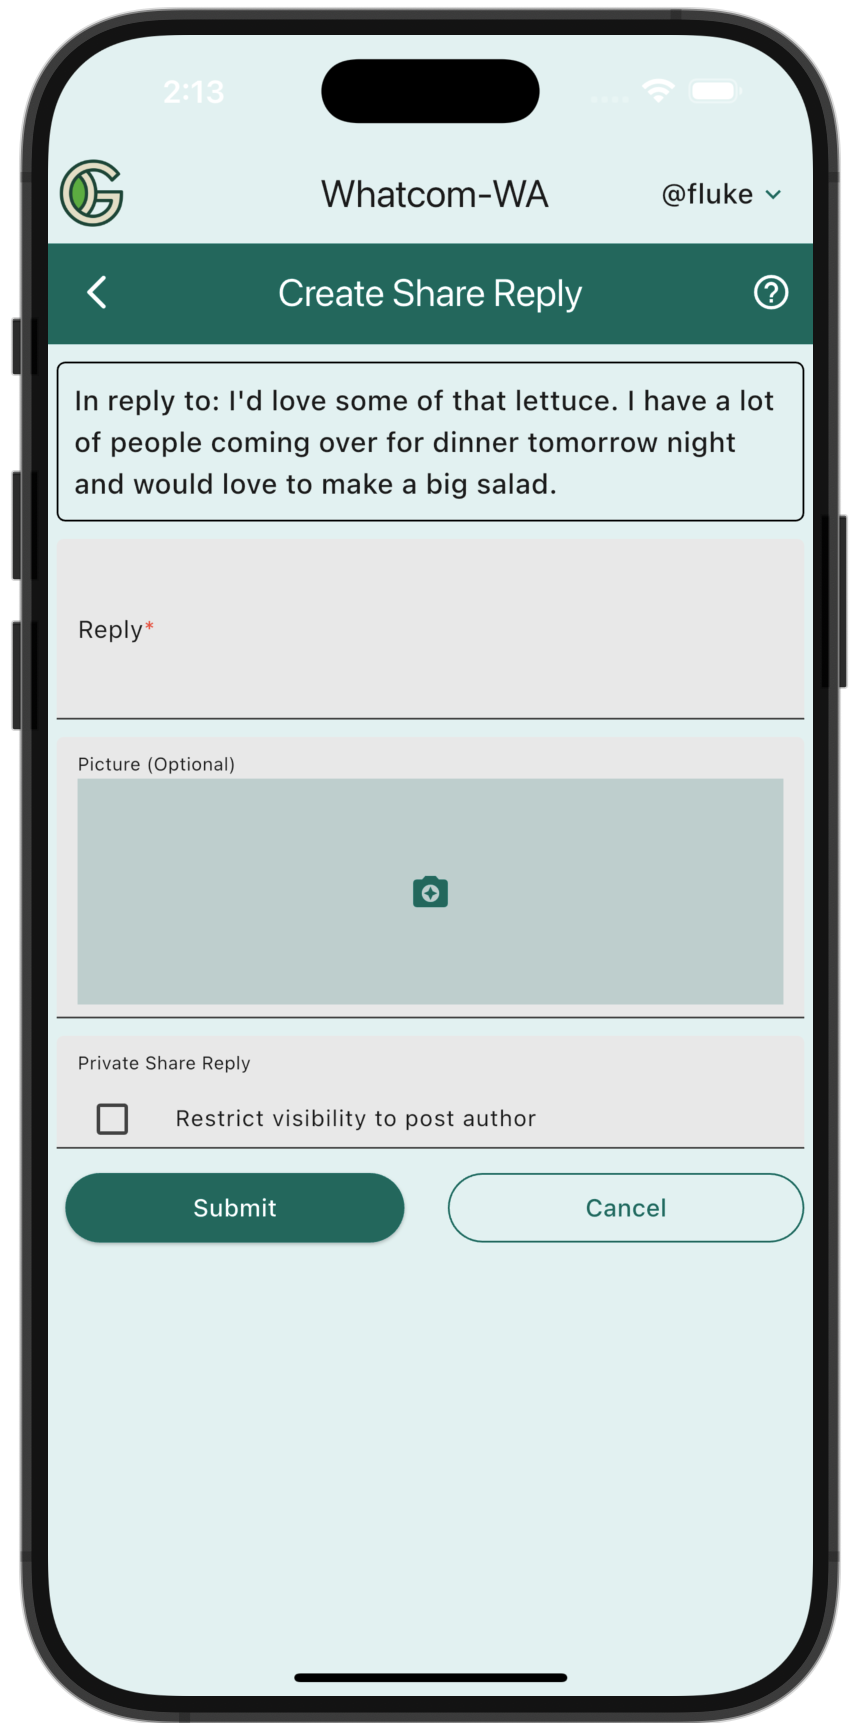 2:13
Whatcom-WA
@fluke
Create Share Reply
In reply to: I'd love some of that lettuce. I have a lot
of people coming over for dinner tomorrow night
and would love to make a big salad.
Reply*
Picture (Optional)
Private Share Reply
Restrict visibility to post author
Submit
Cancel